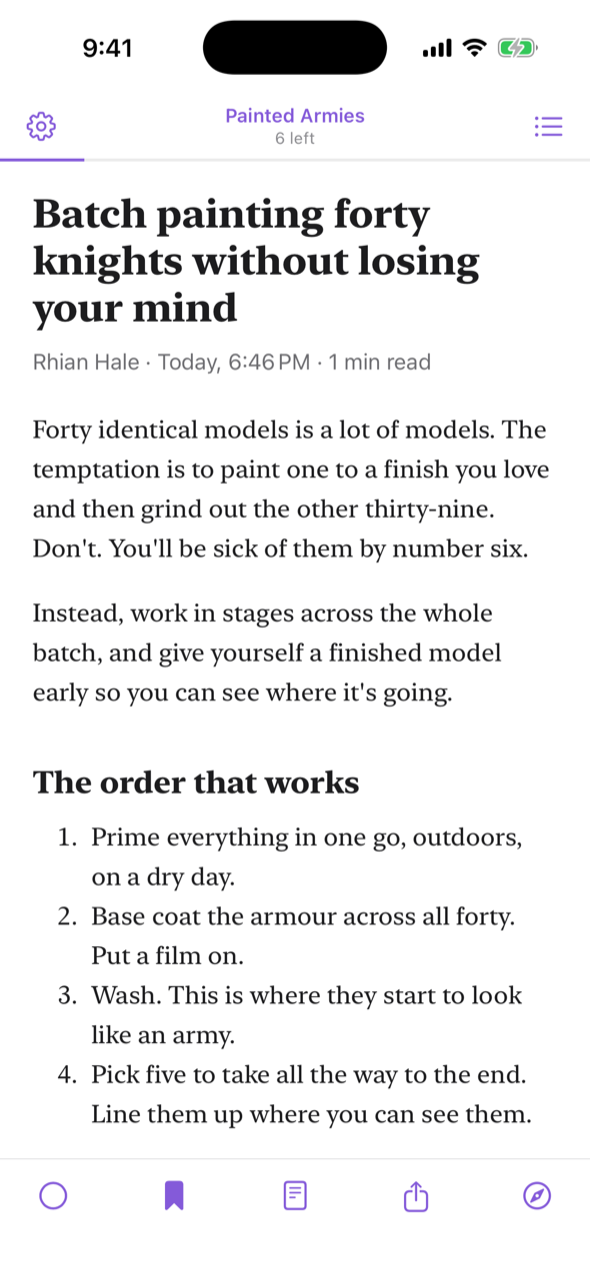 9:41
Painted Armies
6 left
Batch painting forty
knights without losing
your mind
Rhian Hale · Today, 6:46 PM · 1 min read
Forty identical models is a lot of models. The
temptation is to paint one to a finish you love
and then grind out the other thirty-nine.
Don't. You'll be sick of them by number six.
Instead, work in stages across the whole
batch, and give yourself a finished model
early so you can see where it's going.
The order that works
1. Prime everything in one go, outdoors,
on a dry day.
2. Base coat the armour across all forty.
Put a film on.
3. Wash. This is where they start to look
like an army.
4. Pick five to take all the way to the end.
Line them up where you can see them.